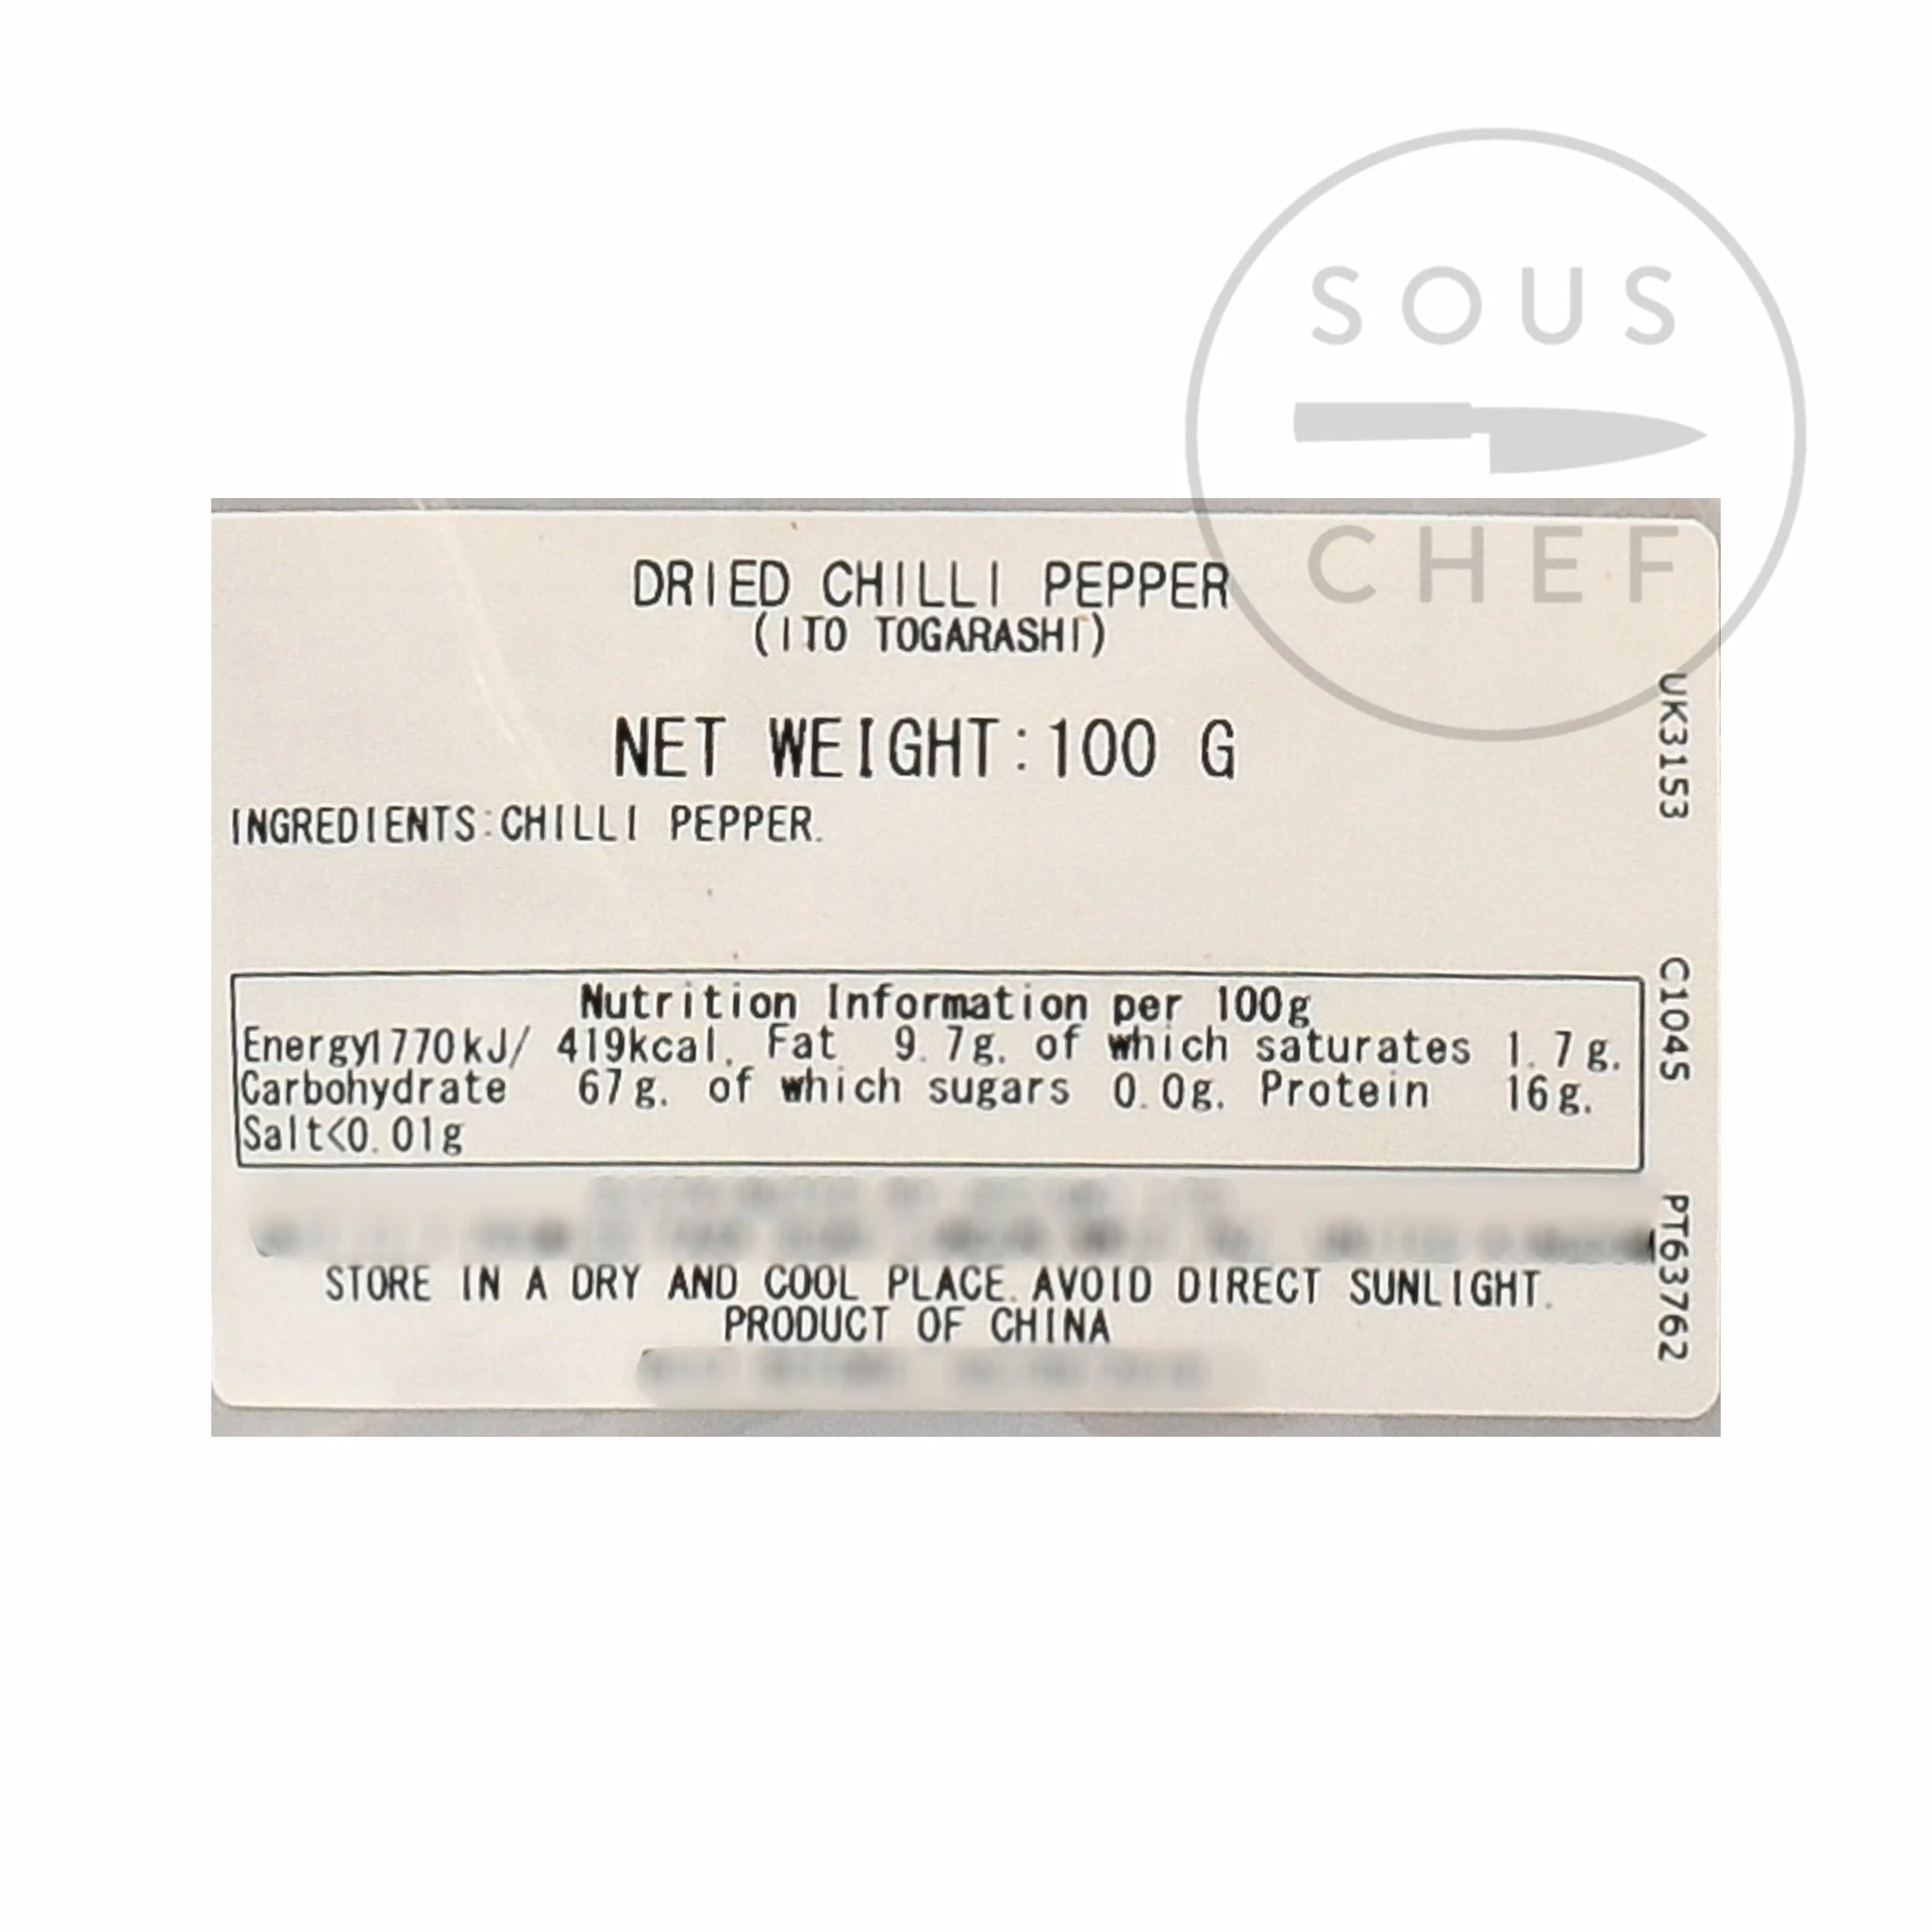 SOUS
CHEF
DRIED CHILLI PEPPER
(ITO TOGARASHI)
NET WEIGHT:100 G
INGREDIENTS:CHILLI PEPPER.
Nutrition Information per 100g
Energy1770kJ/ 419kcal. Fat 9.7g. of which saturates 1.7g.
Carbohydrate 67g. of which sugars 0.0g. Protein 16g.
Salt<0.01g
STORE IN A DRY AND COOL PLACE.AVOID DIRECT SUNLIGHT.
PRODUCT OF CHINA
UK3153 C104S PT63762